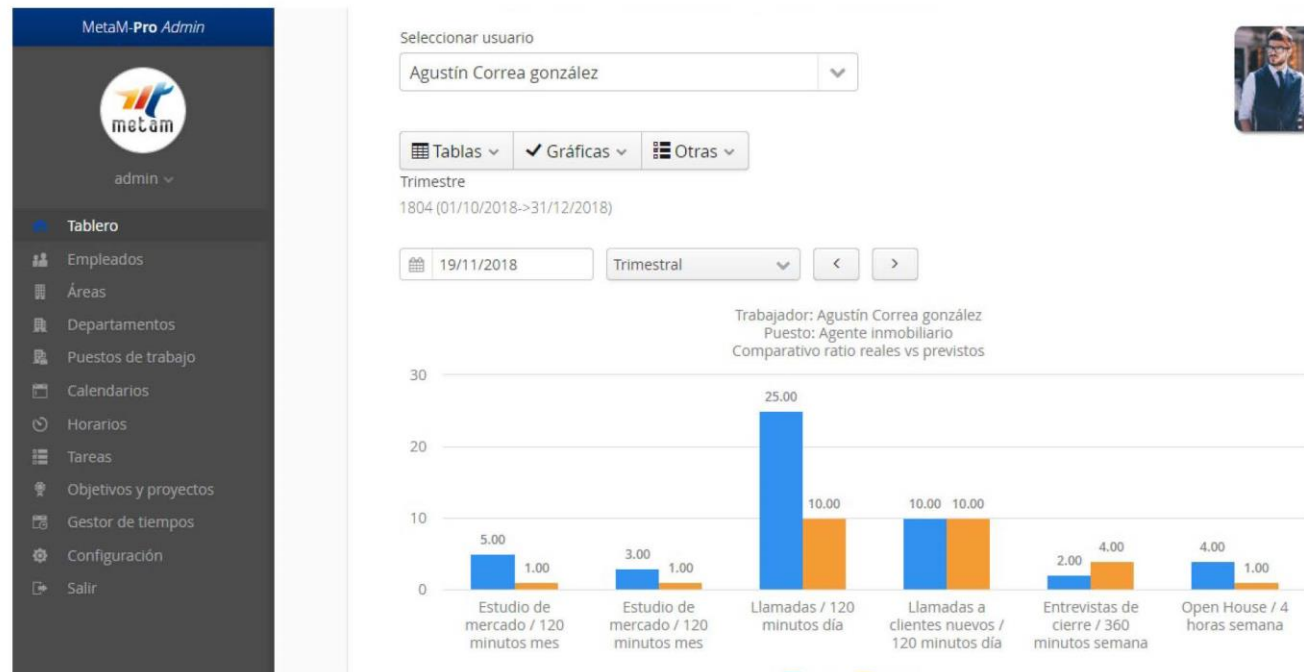 MetaM-Pro Admin
metam
admin
Tablero
Empleados
Áreas
Departamentos
Puestos de trabajo
Calendarios
Horarios
Tareas
Objetivos y proyectos
Gestor de tiempos
Configuración
Salir
Seleccionar usuario
Agustín Correa gonzález
Tablas
Gráficas
Otras
Trimestre
1804 (01/10/2018->31/12/2018)
19/11/2018
Trimestral
<
>
Trabajador: Agustín Correa gonzález
Puesto: Agente inmobiliario
Comparativo ratio reales vs previstos
30
20
10
0
5.00
1.00
3.00
1.00
25.00
10.00
10.00
10.00
2.00
4.00
4.00
1.00
Estudio de
mercado / 120
minutos mes
Estudio de
mercado / 120
minutos mes
Llamadas / 120
minutos día
Llamadas a
clientes nuevos /
120 minutos día
Entrevistas de
cierre / 360
minutos semana
Open House / 4
horas semana